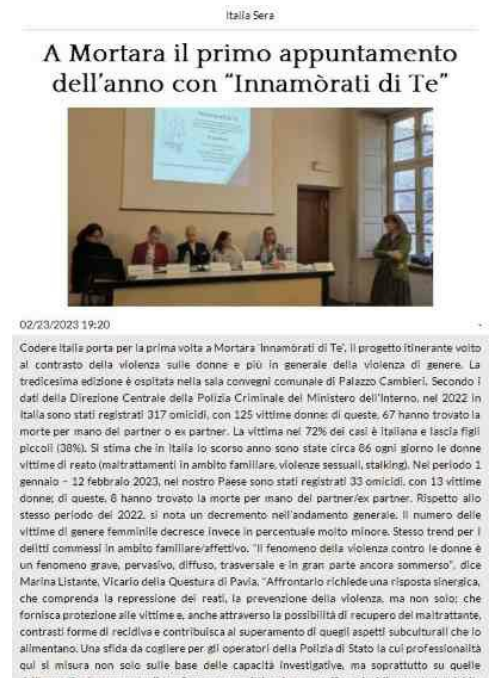 Italia Sera
A Mortara il primo appuntamento
dell'anno con "Innamòrati di Te"
02/23/2023 19:20
Codere Italia porta per la prima volta a Mortara 'Innamòrati di Te', il progetto itinerante volto
al contrasto della violenza sulle donne e più in generale della violenza di genere. La
tredicesima edizione è ospitata nella sala convegni comunale di Palazzo Cambieri. Secondo i
dati della Direzione Centrale della Polizia Criminale del Ministero dell'Interno, nel 2022 in
Italia sono stati registrati 317 omicidi, con 125 vittime donne: di queste, 67 hanno trovato la
morte per mano del partner o ex partner. La vittima nel 72% dei casi è italiana e lascia figli
piccoli (38%). Si stima che in Italia lo scorso anno sono state circa 86 ogni giorno le donne
vittime di reato (maltrattamenti in ambito familiare, violenze sessuali, stalking). Nel periodo 1
gennaio – 12 febbraio 2023, nel nostro Paese sono stati registrati 33 omicidi, con 13 vittime
donne; di queste, 8 hanno trovato la morte per mano del partner/ex partner. Rispetto allo
stesso periodo del 2022, si nota un decremento nell'andamento generale. Il numero delle
vittime di genere femminile decresce invece in percentuale molto minore. Stesso trend per i
delitti commessi in ambito familiare/affettivo. "Il fenomeno della violenza contro le donne è
un fenomeno grave, pervasivo, diffuso, trasversale e in gran parte ancora sommerso", dice
Marina Listante, Vicario della Questura di Pavia, "Affrontarlo richiede una risposta sinergica,
che comprenda la repressione dei reati, la prevenzione della violenza, ma non solo; che
fornisca protezione alle vittime e, anche attraverso la possibilità di recupero del maltrattante,
contrasti forme di recidiva e contribuisca al superamento di quegli aspetti subculturali che lo
alimentano. Una sfida da cogliere per gli operatori della Polizia di Stato la cui professionalità
qui si misura non solo sulle base delle capacità investigative, ma soprattutto su quelle